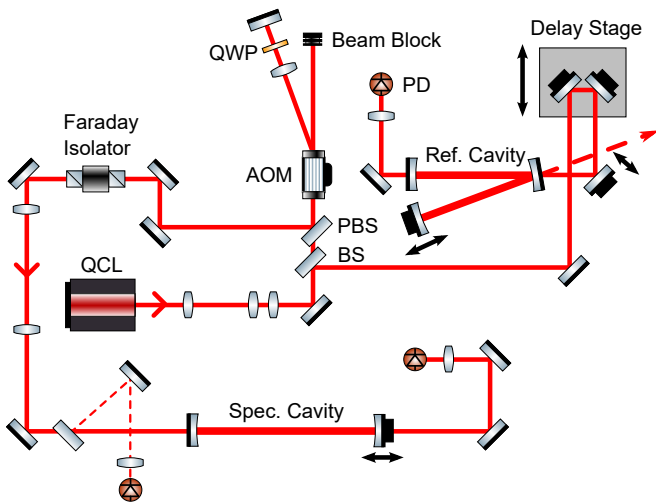 Delay Stage
QWP
Beam Block
PD
Faraday
Isolator
AOM
Ref. Cavity
PBS
BS
QCL
Spec. Cavity